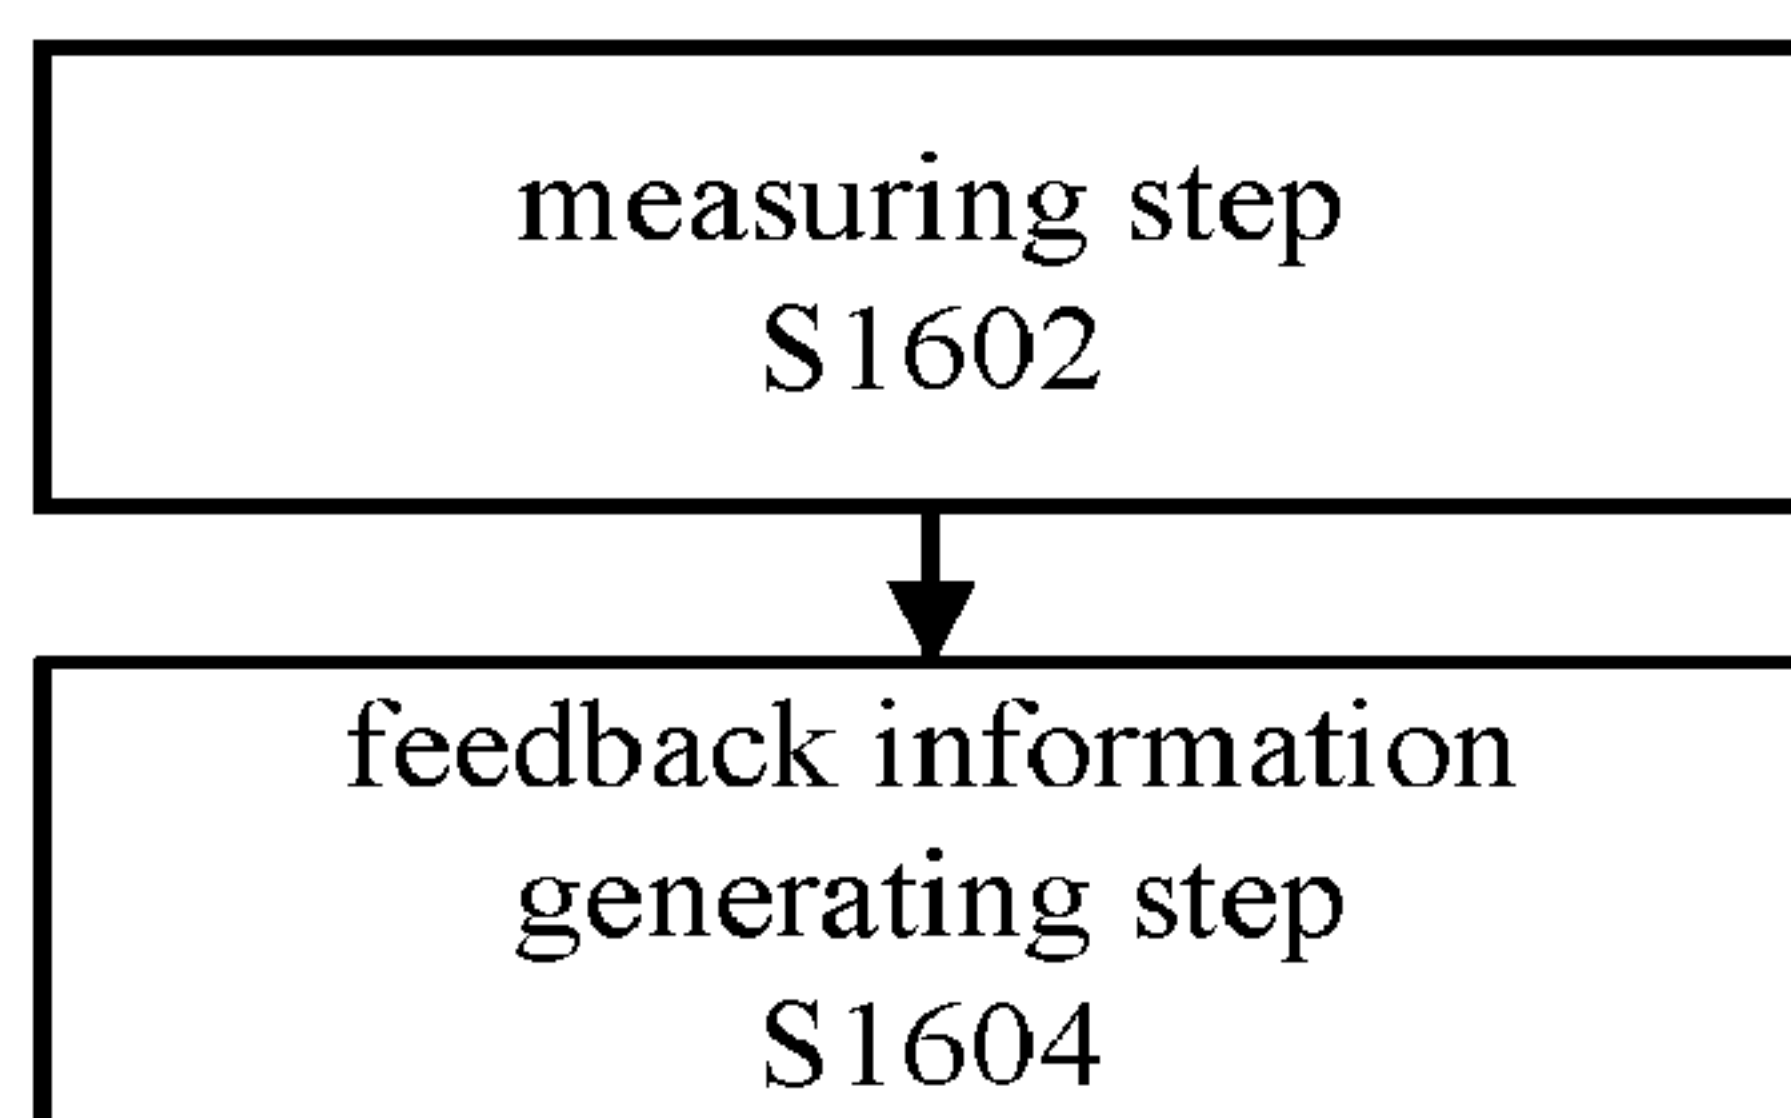 measuring step
S1602
feedback information
generating step
S1604